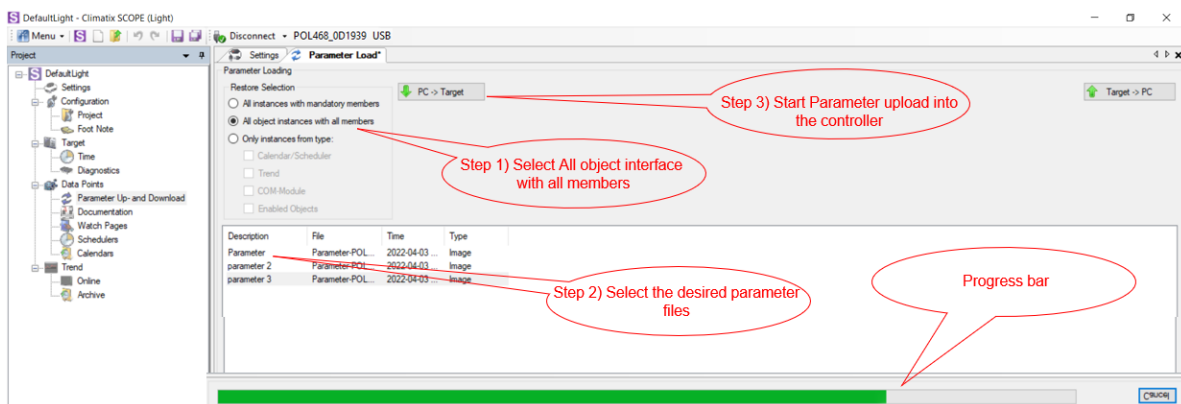 DefaultLight - Climatix SCOPE (Light)
Menu
Disconnect
POL468_0D1939 USB
Project
Settings
Parameter Load*
DefaultLight
Settings
Configuration
Project
Foot Note
Target
Time
Diagnostics
Data Points
Parameter Up- and Download
Documentation
Watch Pages
Schedulers
Calendars
Trend
Online
Archive
Parameter Loading
Restore Selection
All instances with mandatory members
All object instances with all members
Only instances from type:
Calendar/Scheduler
Trend
COM-Module
Enabled Objects
PC -> Target
Target -> PC
Step 3) Start Parameter upload into
the controller
Step 1) Select All object interface
with all members
Description File Time Type
Parameter Parameter-POL... 2022-04-03 ... Image
parameter 2 Parameter-POL... 2022-04-03 ... Image
parameter 3 Parameter-POL... 2022-04-03 ... Image
Step 2) Select the desired parameter
files
Progress bar
Cancel